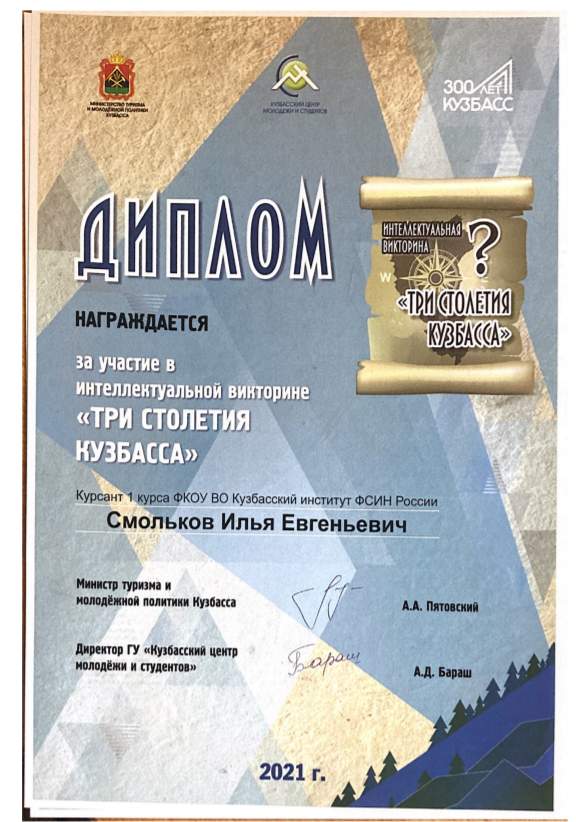 МИНИСТЕРСТВО ТУРИЗМА
И МОЛОДЁЖНОЙ ПОЛИТИКИ
КУЗБАССА
КУЗБАССКИЙ ЦЕНТР
МОЛОДЕЖИ И СТУДЕНТОВ
300 ЛЕТ
КУЗБАСС
ДИПЛОМ
ИНТЕЛЛЕКТУАЛЬНАЯ
ВИКТОРИНА ?
W E
«ТРИ СТОЛЕТИЯ
КУЗБАССА»
НАГРАЖДАЕТСЯ
за участие в
интеллектуальной викторине
«ТРИ СТОЛЕТИЯ
КУЗБАССА»
Курсант 1 курса ФКОУ ВО Кузбасский институт ФСИН России
Смольков Илья Евгеньевич
Министр туризма и
молодёжной политики Кузбасса
А.А. Пятовский
Директор ГУ «Кузбасский центр
молодёжи и студентов»
Бараш
А.Д. Бараш
2021 г.